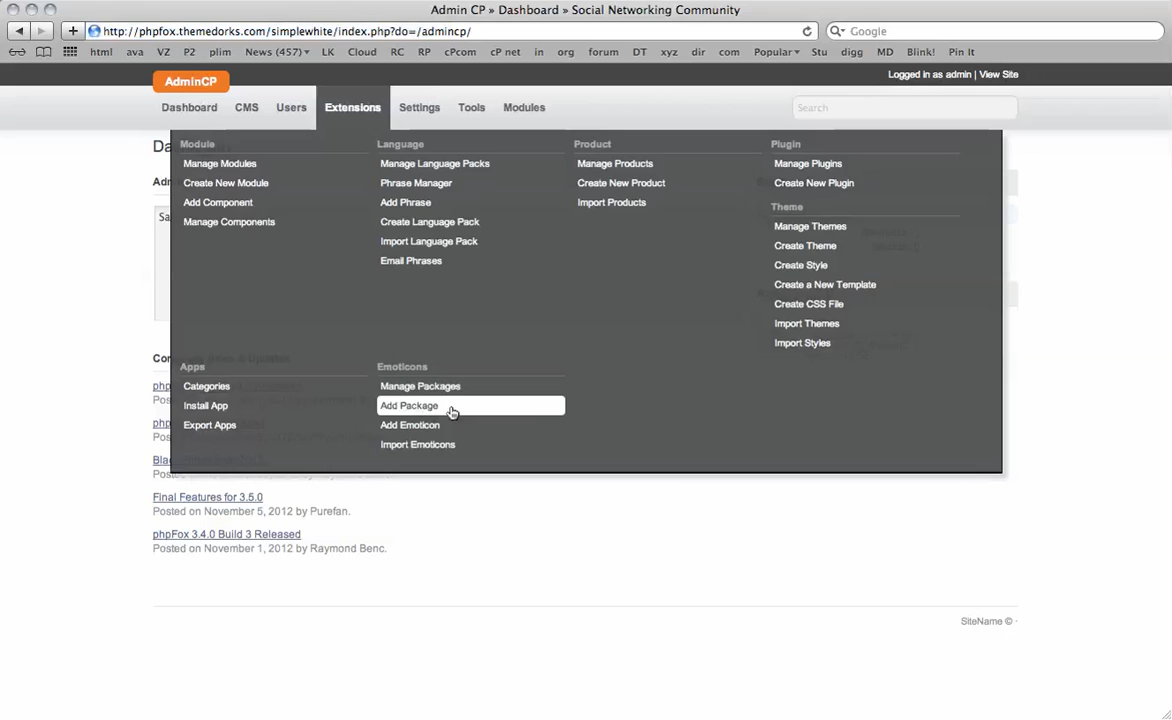 Admin CP » Dashboard » Social Networking Community
http://phpfox.themedorks.com/simplewhite/index.php?do=/admincp/
Google
html ava VZ P2 plim News (457) LK Cloud RC RP cPcom cP net in org forum DT xyz dir com Popular Stu digg MD Blink! Pin It
AdminCP
Logged in as admin | View Site
Dashboard CMS Users Extensions Settings Tools Modules
Search
Module
Manage Modules
Create New Module
Add Component
Manage Components
Language
Manage Language Packs
Phrase Manager
Add Phrase
Create Language Pack
Import Language Pack
Email Phrases
Product
Manage Products
Create New Product
Import Products
Plugin
Manage Plugins
Create New Plugin
Theme
Manage Themes
Create Theme
Create Style
Create a New Template
Create CSS File
Import Themes
Import Styles
Apps
Categories
Install App
Export Apps
Emoticons
Manage Packages
Add Package
Add Emoticon
Import Emoticons
Final Features for 3.5.0
Posted on November 5, 2012 by Purefan.
phpFox 3.4.0 Build 3 Released
Posted on November 1, 2012 by Raymond Benc.
SiteName © ·